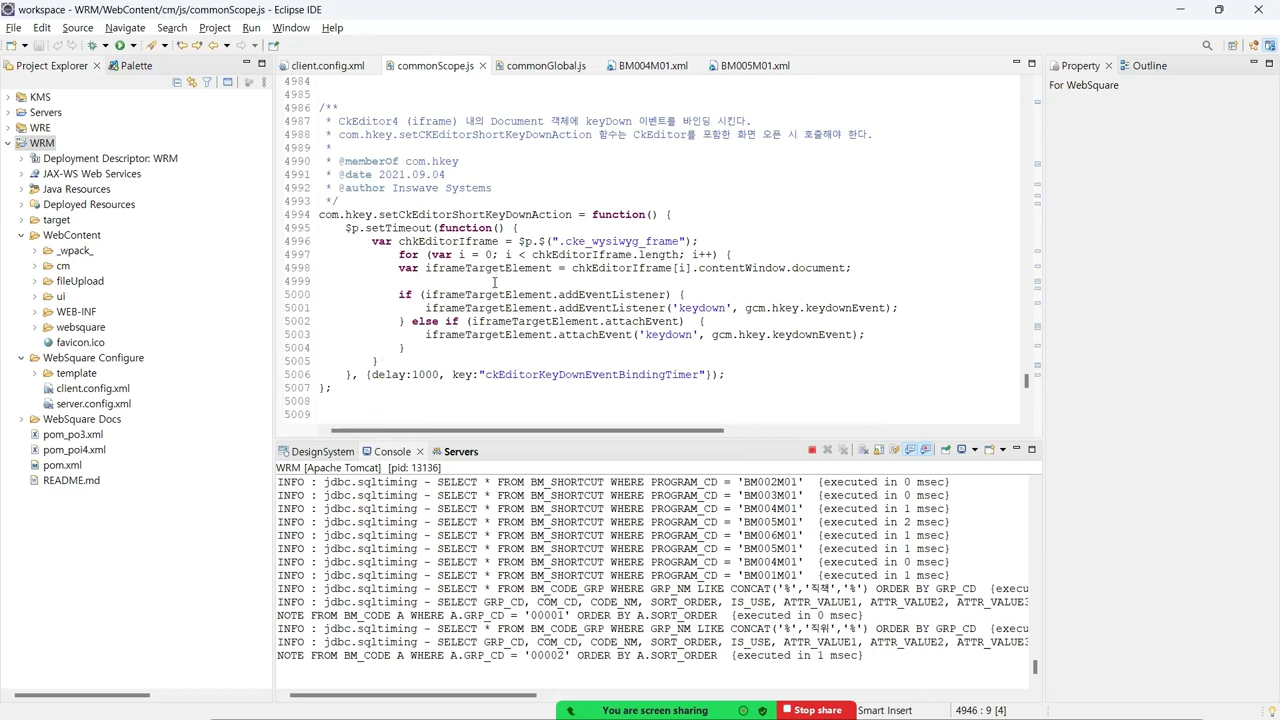 workspace - WRM/WebContent/cm/js/commonScope.js - Eclipse IDE
File Edit Source Navigate Search Project Run Window Help
Project Explorer
Palette
client.config.xml
commonScope.js
commonGlobal.js
BM004M01.xml
BM005M01.xml
Property
Outline
For WebSquare
KMS
Servers
WRE
WRM
Deployment Descriptor: WRM
JAX-WS Web Services
Java Resources
Deployed Resources
target
WebContent
_wpack_
cm
fileUpload
ui
WEB-INF
websquare
favicon.ico
WebSquare Configure
template
client.config.xml
server.config.xml
WebSquare Docs
pom_po3.xml
pom_poi4.xml
pom.xml
README.md
4984
4985
4986 /**
4987 * CkEditor4 (iframe) 내의 Document 객체에 keyDown 이벤트를 바인딩 시킨다.
4988 * com.hkey.setCKEditorShortKeyDownAction 함수는 CkEditor를 포함한 화면 오픈 시 호출해야 한다.
4989 *
4990 * @memberOf com.hkey
4991 * @date 2021.09.04
4992 * @author Inswave Systems
4993 */
4994 com.hkey.setCkEditorShortKeyDownAction = function() {
4995 $p.setTimeout(function() {
4996 var chkEditorIframe = $p.$(".cke_wysiwyg_frame");
4997 for (var i = 0; i < chkEditorIframe.length; i++) {
4998 var iframeTargetElement = chkEditorIframe[i].contentWindow.document;
4999
5000 if (iframeTargetElement.addEventListener) {
5001 iframeTargetElement.addEventListener('keydown', gcm.hkey.keydownEvent);
5002 } else if (iframeTargetElement.attachEvent) {
5003 iframeTargetElement.attachEvent('keydown', gcm.hkey.keydownEvent);
5004 }
5005 }
5006 }, {delay:1000, key:"ckEditorKeyDownEventBindingTimer"});
5007 };
5008
5009
DesignSystem
Console
Servers
WRM [Apache Tomcat] [pid: 13136]
INFO : jdbc.sqltiming - SELECT * FROM BM_SHORTCUT WHERE PROGRAM_CD = 'BM002M01' {executed in 0 msec}
INFO : jdbc.sqltiming - SELECT * FROM BM_SHORTCUT WHERE PROGRAM_CD = 'BM003M01' {executed in 0 msec}
INFO : jdbc.sqltiming - SELECT * FROM BM_SHORTCUT WHERE PROGRAM_CD = 'BM004M01' {executed in 1 msec}
INFO : jdbc.sqltiming - SELECT * FROM BM_SHORTCUT WHERE PROGRAM_CD = 'BM005M01' {executed in 2 msec}
INFO : jdbc.sqltiming - SELECT * FROM BM_SHORTCUT WHERE PROGRAM_CD = 'BM006M01' {executed in 1 msec}
INFO : jdbc.sqltiming - SELECT * FROM BM_SHORTCUT WHERE PROGRAM_CD = 'BM005M01' {executed in 1 msec}
INFO : jdbc.sqltiming - SELECT * FROM BM_SHORTCUT WHERE PROGRAM_CD = 'BM004M01' {executed in 0 msec}
INFO : jdbc.sqltiming - SELECT * FROM BM_SHORTCUT WHERE PROGRAM_CD = 'BM001M01' {executed in 1 msec}
INFO : jdbc.sqltiming - SELECT * FROM BM_CODE_GRP WHERE GRP_NM LIKE CONCAT('%','직책','%') ORDER BY GRP_CD {execu
INFO : jdbc.sqltiming - SELECT GRP_CD, COM_CD, CODE_NM, SORT_ORDER, IS_USE, ATTR_VALUE1, ATTR_VALUE2, ATTR_VALUE3
NOTE FROM BM_CODE A WHERE A.GRP_CD = '00001' ORDER BY A.SORT_ORDER {executed in 0 msec}
INFO : jdbc.sqltiming - SELECT * FROM BM_CODE_GRP WHERE GRP_NM LIKE CONCAT('%','직위','%') ORDER BY GRP_CD {execu
INFO : jdbc.sqltiming - SELECT GRP_CD, COM_CD, CODE_NM, SORT_ORDER, IS_USE, ATTR_VALUE1, ATTR_VALUE2, ATTR_VALUE3
NOTE FROM BM_CODE A WHERE A.GRP_CD = '00002' ORDER BY A.SORT_ORDER {executed in 1 msec}
You are screen sharing
Stop share
Smart Insert
4946 : 9 [4]